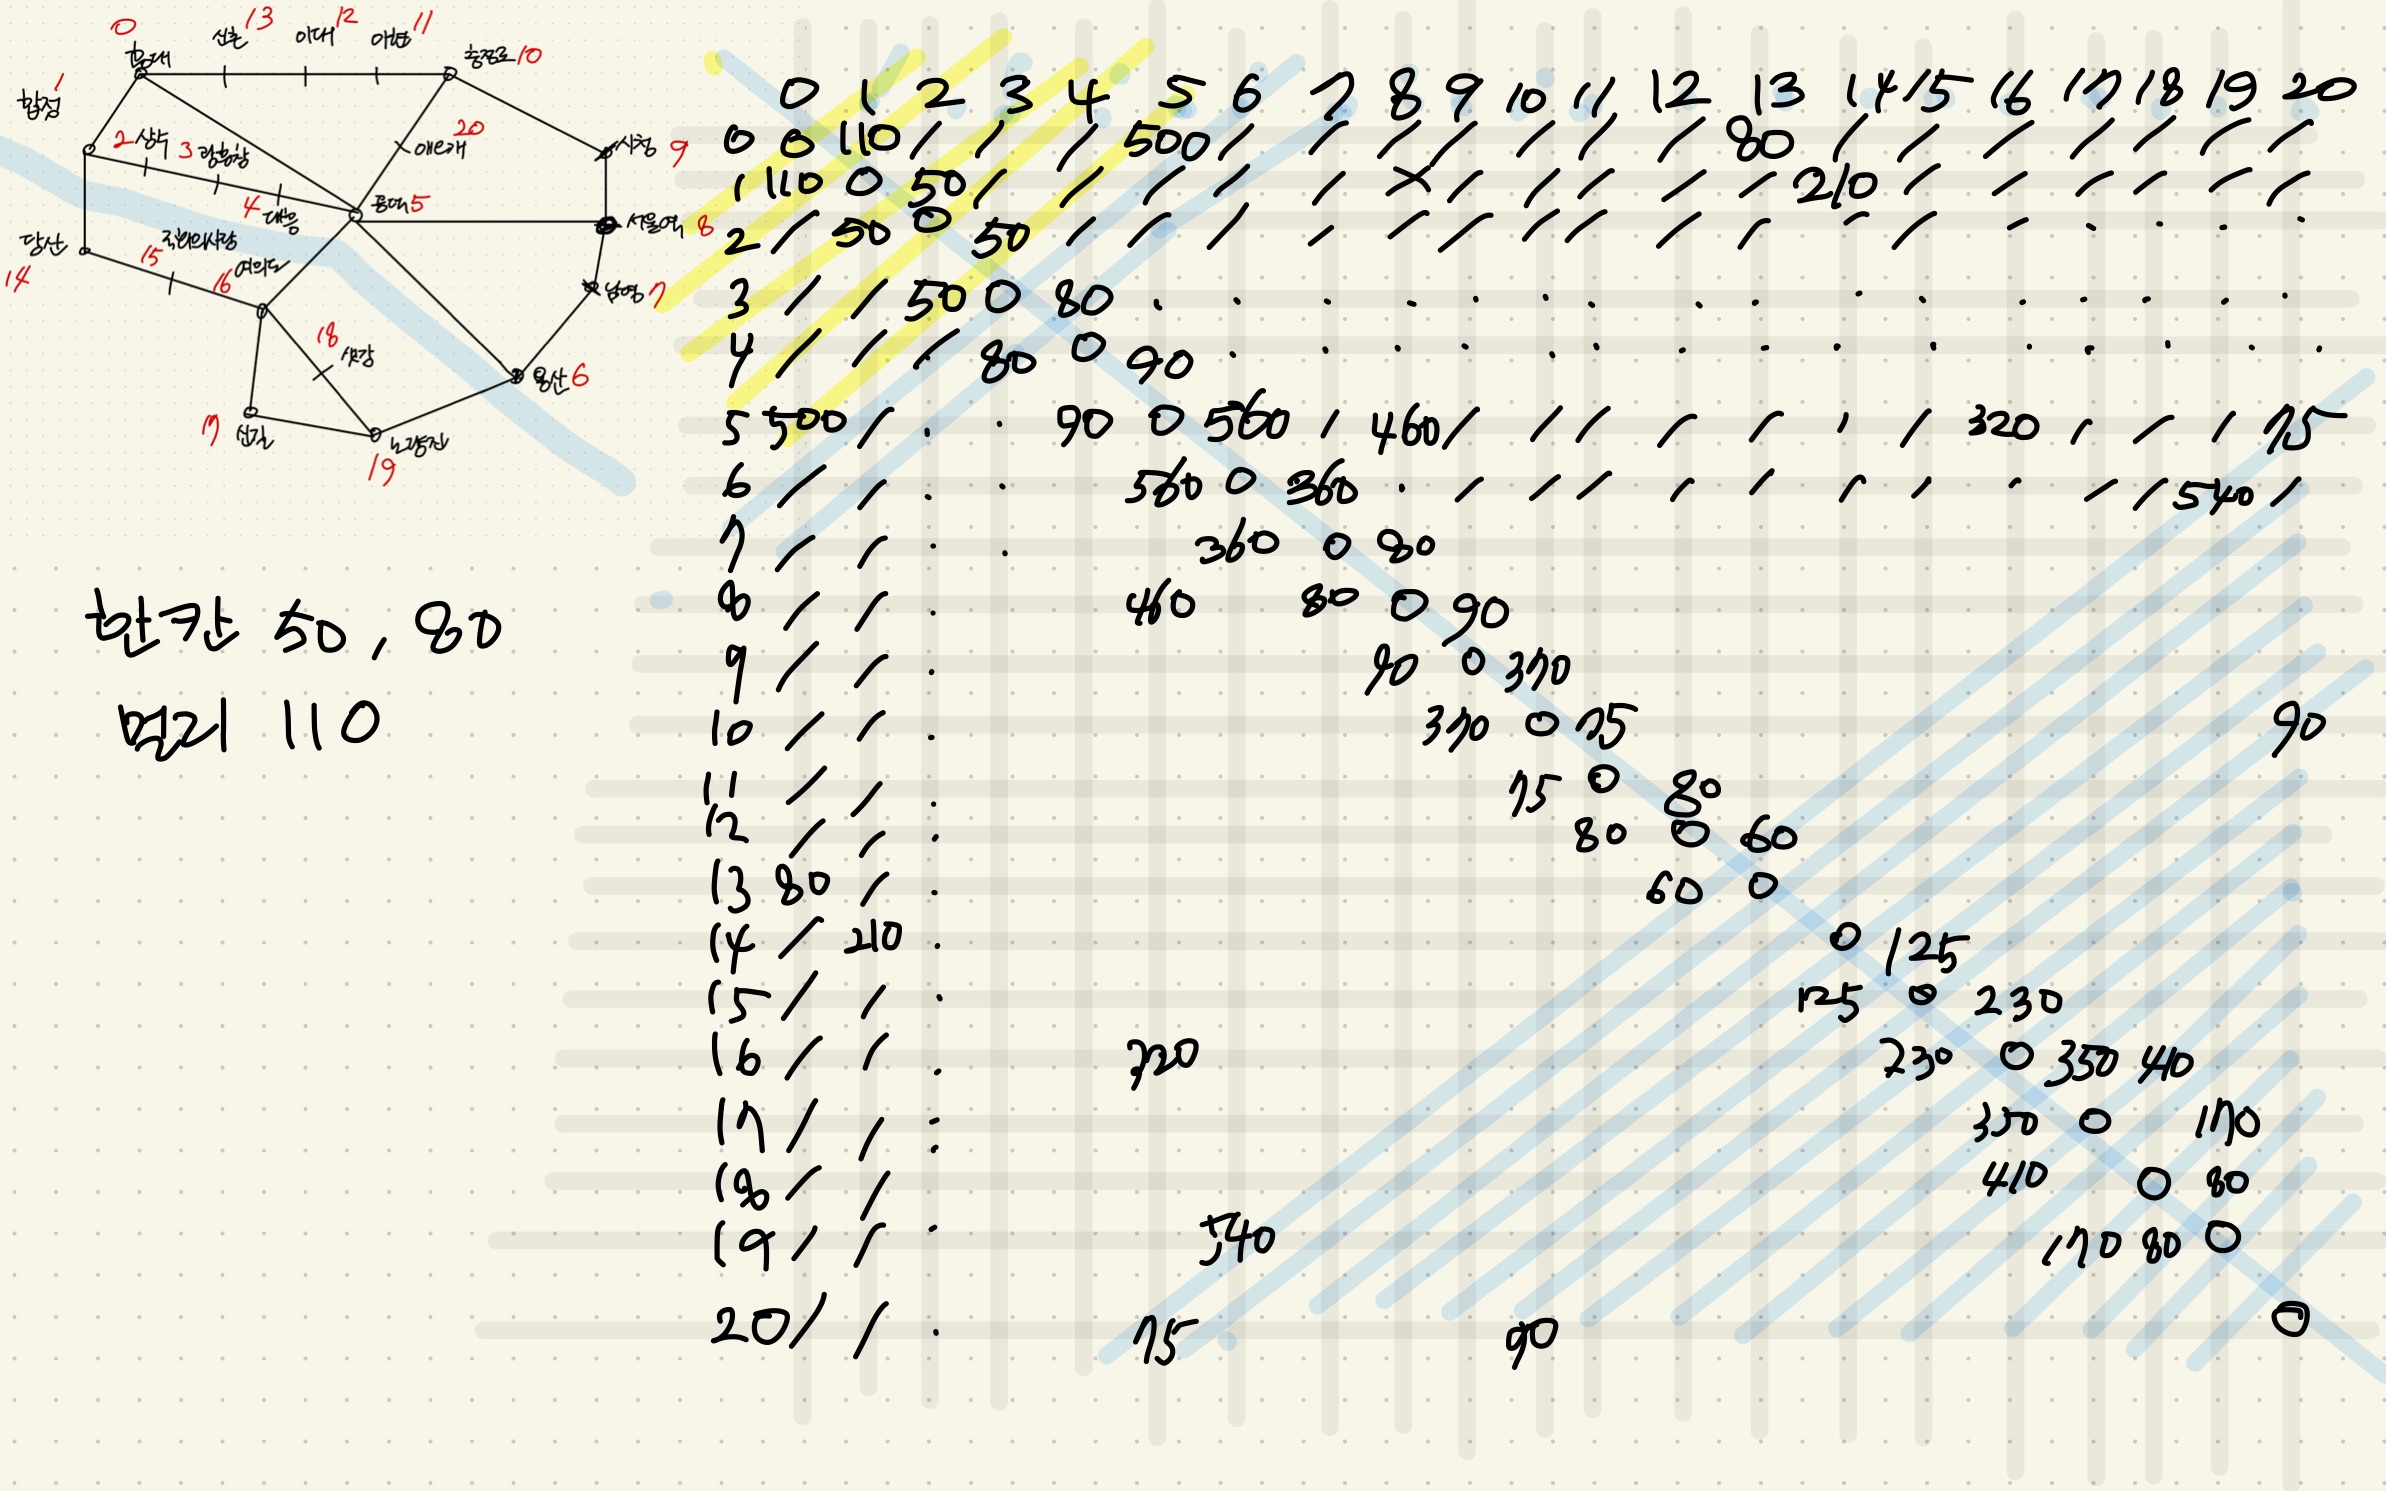 0 홍대 신촌 13 이대 12 아현 11 충정로 10
합정 1
2 상수 3 광흥창 애오개 20 시청 9
4 대흥 공덕 5 서울역 8
당산 14 15 국회의사당 16 여의도 남영 7
18 샛강 용산 6
17 신길 노량진 19
한칸 50, 80
멀리 110
0 1 2 3 4 5 6 7 8 9 10 11 12 13 14 15 16 17 18 19 20
0 0 110 / / / 500 / / / / / / / 80 / / / / / / /
1 110 0 50 / / / / / / / / / / 210 / / / / / /
2 / 50 0 50 / / / / / / / / / / / / · · · · ·
3 / / 50 0 80 · · · · · · · · · · · · · · · ·
4 / / / 80 0 90 · · · · · · · · · · · · · · ·
5 500 / · · 90 0 560 / 460 / / / / / / / 320 / / / 75
6 / / · · 560 0 360 · / / / / / / / · / / 540 /
7 / / · · 360 0 80
8 / / · 460 80 0 90
9 / / · 90 0 370
10 / / · 370 0 75 90
11 / / · 75 0 80
12 / / · 80 0 60
13 80 / · 60 0
14 / 210 · 0 125
15 / / · 125 0 230
16 / / · 320 230 0 350 410
17 / / · 350 0 170
18 / / 410 0 80
19 / / · 540 170 80 0
20 / / · 75 90 0